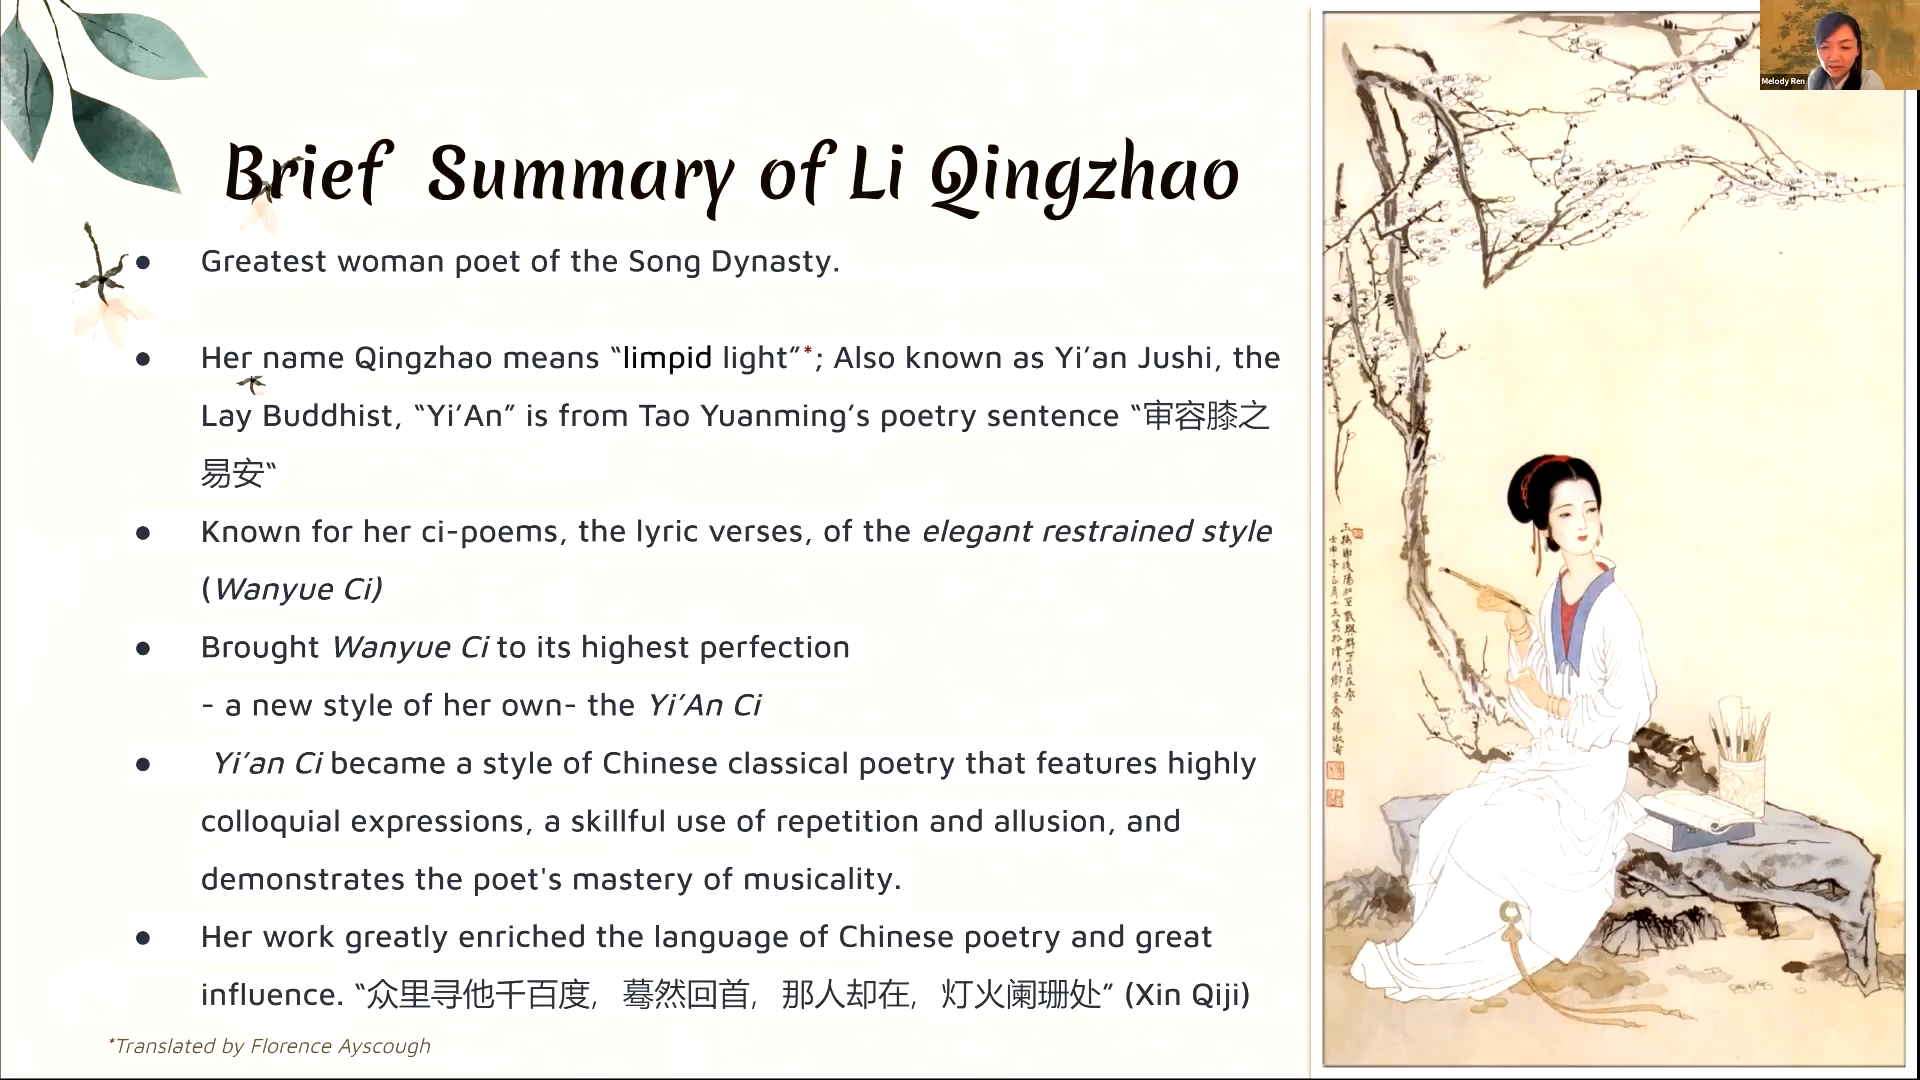 Melody Ren
Brief Summary of Li Qingzhao
● Greatest woman poet of the Song Dynasty.
● Her name Qingzhao means “limpid light”*; Also known as Yi’an Jushi, the
Lay Buddhist, “Yi’An” is from Tao Yuanming’s poetry sentence “审容膝之
易安“
● Known for her ci-poems, the lyric verses, of the elegant restrained style
(Wanyue Ci)
● Brought Wanyue Ci to its highest perfection
- a new style of her own- the Yi’An Ci
● Yi’an Ci became a style of Chinese classical poetry that features highly
colloquial expressions, a skillful use of repetition and allusion, and
demonstrates the poet's mastery of musicality.
● Her work greatly enriched the language of Chinese poetry and great
influence. “众里寻他千百度，蓦然回首，那人却在，灯火阑珊处” (Xin Qiji)
*Translated by Florence Ayscough